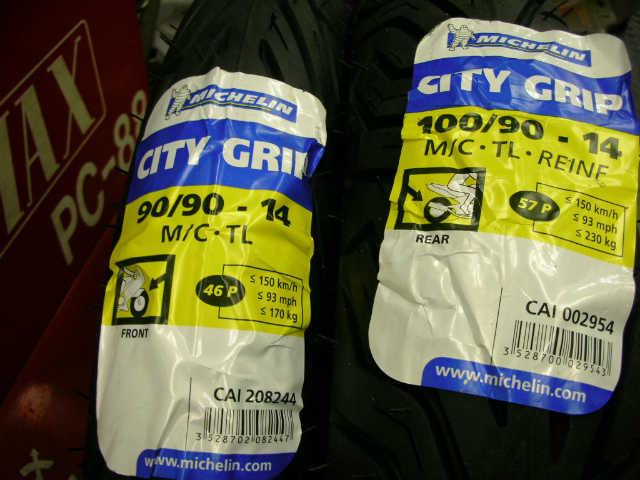 MAX
PC-88
MICHELIN
CITY GRIP
90/90 - 14
M/C · TL
46 P
≤ 150 km/h
≤ 93 mph
≤ 170 kg
FRONT
CAI 208244
3 528702 082447
www.michelin.com
MICHELIN
CITY GRIP
100/90 - 14
M/C · TL · REINF
57 P
≤ 150 km/h
≤ 93 mph
≤ 230 kg
REAR
CAI 002954
3 528700 029543
www.michelin.com